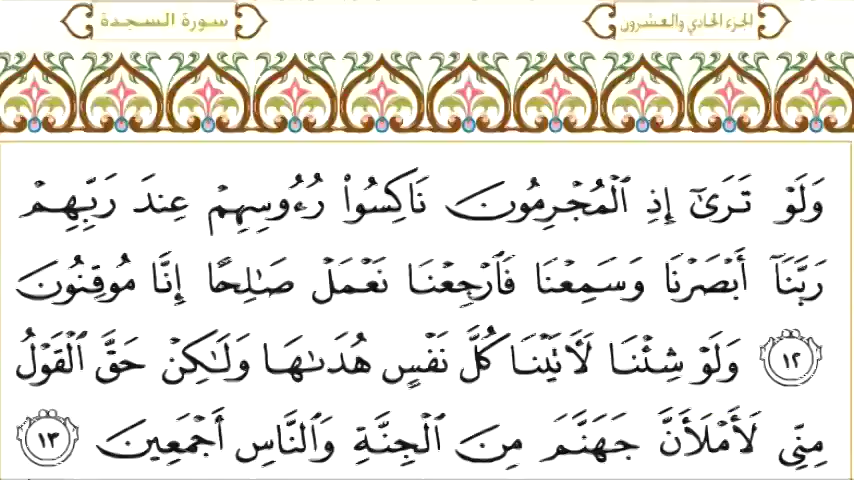 الجزء الحادي والعشرون
سورة السجدة
وَلَوْ تَرَىٰٓ إِذِ ٱلْمُجْرِمُونَ نَاكِسُوا۟ رُءُوسِهِمْ عِندَ رَبِّهِمْ
رَبَّنَآ أَبْصَرْنَا وَسَمِعْنَا فَٱرْجِعْنَا نَعْمَلْ صَـٰلِحًا إِنَّا مُوقِنُونَ
١٢ وَلَوْ شِئْنَا لَـَٔاتَيْنَا كُلَّ نَفْسٍ هُدَىٰهَا وَلَـٰكِنْ حَقَّ ٱلْقَوْلُ
مِنِّى لَأَمْلَأَنَّ جَهَنَّمَ مِنَ ٱلْجِنَّةِ وَٱلنَّاسِ أَجْمَعِينَ ١٣